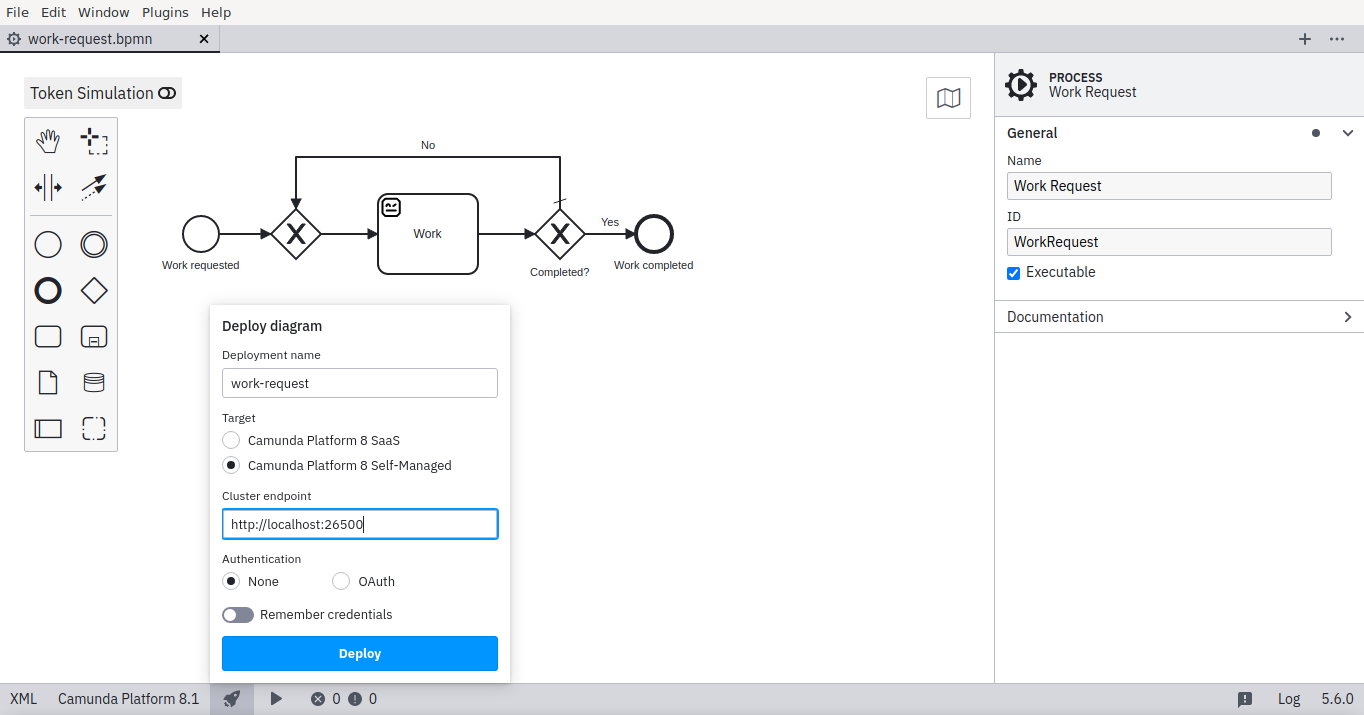 File Edit Window Plugins Help
work-request.bpmn
Token Simulation
No
Work requested
Work
Completed?
Yes
Work completed
PROCESS
Work Request
General
Name
Work Request
ID
WorkRequest
Executable
Documentation
Deploy diagram
Deployment name
work-request
Target
Camunda Platform 8 SaaS
Camunda Platform 8 Self-Managed
Cluster endpoint
http://localhost:26500
Authentication
None OAuth
Remember credentials
Deploy
XML Camunda Platform 8.1 0 0 Log 5.6.0